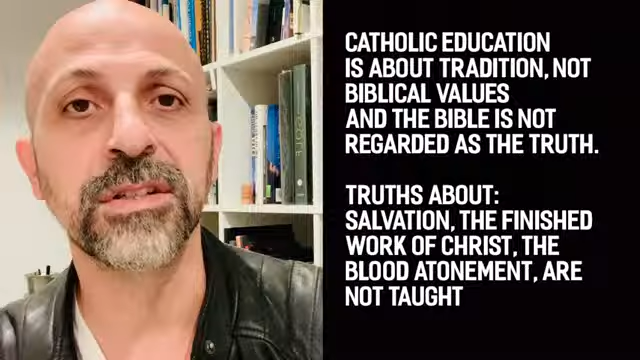 CATHOLIC EDUCATION
IS ABOUT TRADITION, NOT
BIBLICAL VALUES
AND THE BIBLE IS NOT
REGARDED AS THE TRUTH.
TRUTHS ABOUT:
SALVATION, THE FINISHED
WORK OF CHRIST, THE
BLOOD ATONEMENT, ARE
NOT TAUGHT